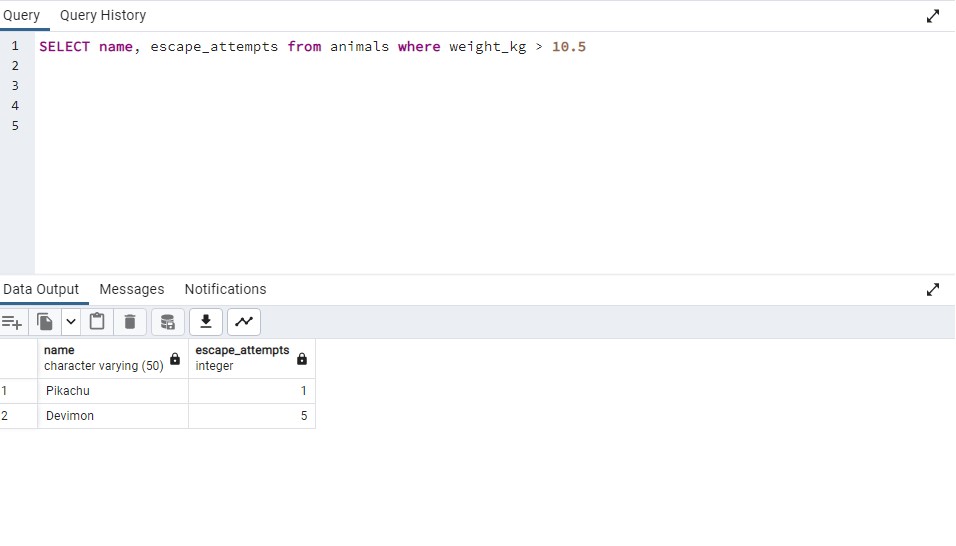 Query Query History
1 SELECT name, escape_attempts from animals where weight_kg > 10.5
2
3
4
5
Data Output Messages Notifications
name escape_attempts
character varying (50) integer
1 Pikachu 1
2 Devimon 5